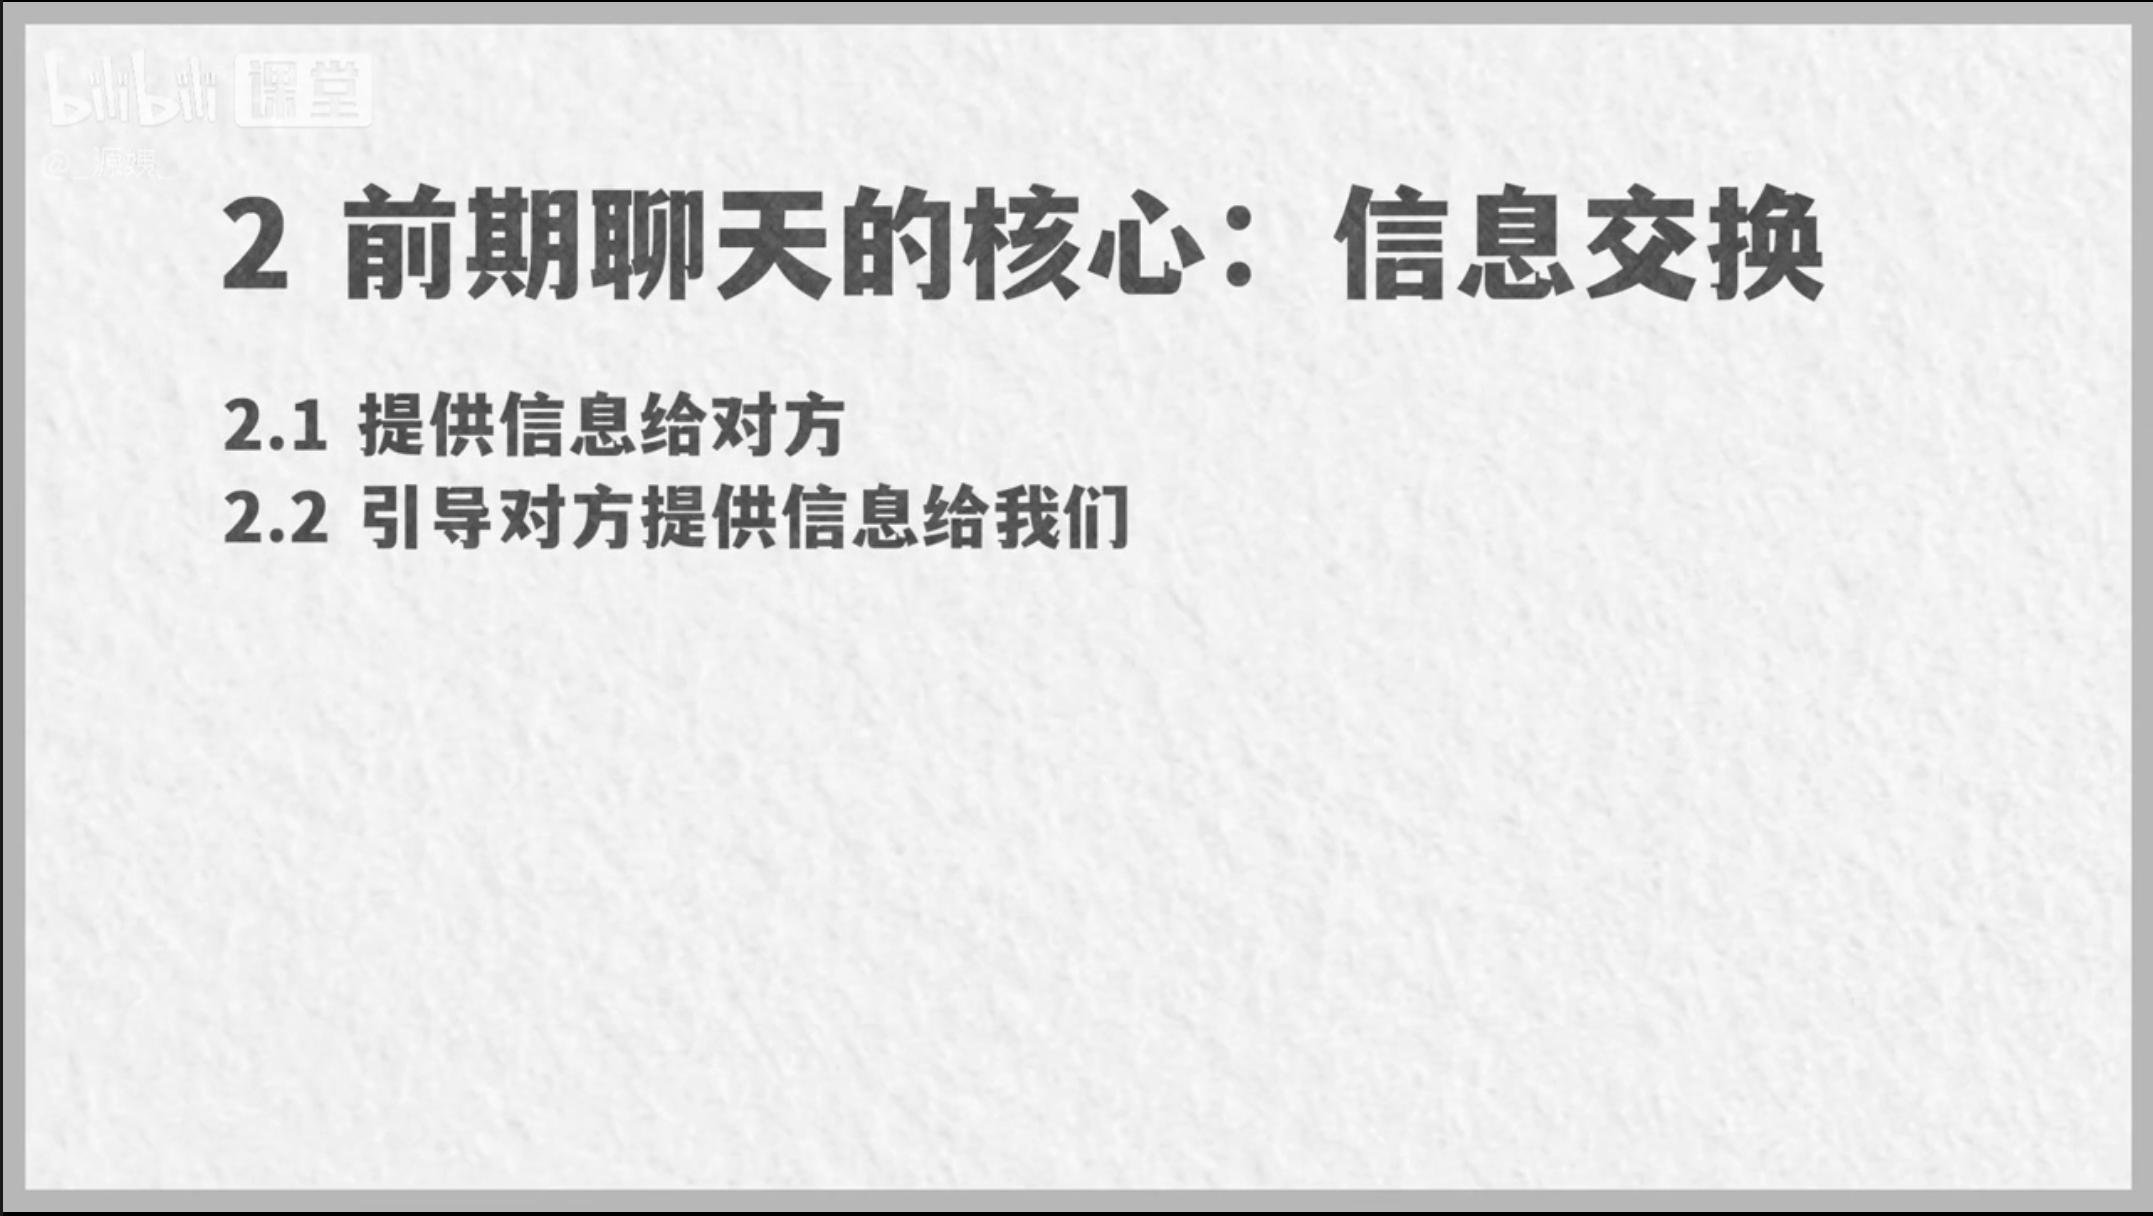 bilibili 课堂
@_源媒_
2 前期聊天的核心：信息交换
2.1 提供信息给对方
2.2 引导对方提供信息给我们